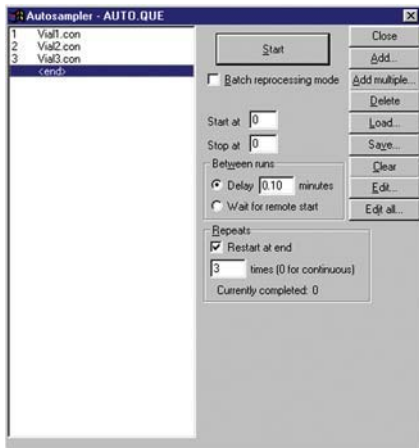 Autosampler - AUTO.QUE
1 Vial1.con
2 Vial2.con
3 Vial3.con
<end>
Start
Batch reprocessing mode
Start at 0
Stop at 0
Between runs
Delay 0.10 minutes
Wait for remote start
Repeats
Restart at end
3 times (0 for continuous)
Currently completed: 0
Close
Add...
Add multiple...
Delete
Load...
Save...
Clear
Edit...
Edit all...